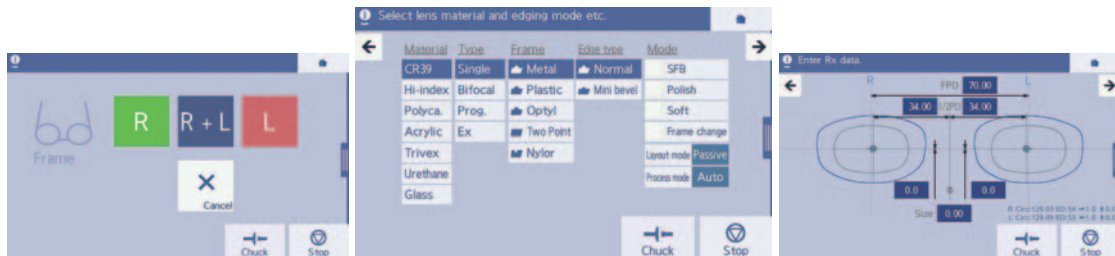 R
R + L
L
Frame
Cancel
Chuck
Stop
Select lens material and edging mode etc.
Material Type Frame Edge type Mode
CR39 Single Metal Normal SFB
Hi-index Bifocal Plastic Mini bevel Polish
Polyca. Prog. Optyl Soft
Acrylic Ex Two Point Frame change
Trivex Nylor Layout mode Passive
Urethane Process mode Auto
Glass
Chuck
Stop
Enter Rx data.
R L
FPD 70.00
34.00 1/2PD 34.00
0.0 0.0
Size 0.00
Chuck
Stop